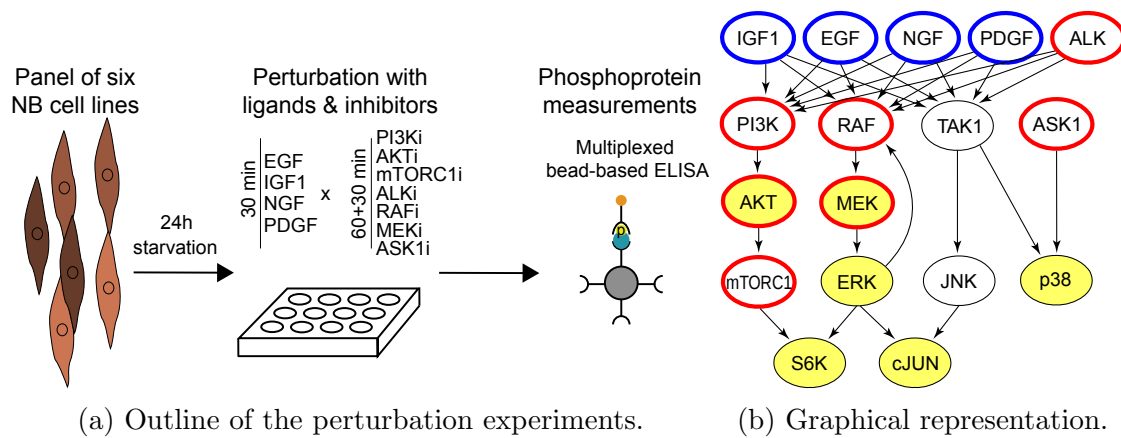 Panel of six
NB cell lines
24h
starvation
Perturbation with
ligands & inhibitors
30 min
EGF
IGF1
NGF
PDGF
x
60+30 min
PI3Ki
AKTi
mTORC1i
ALKi
RAFi
MEKi
ASK1i
Phosphoprotein
measurements
Multiplexed
bead-based ELISA
p
(a) Outline of the perturbation experiments.
IGF1 EGF NGF PDGF ALK
PI3K RAF TAK1 ASK1
AKT MEK
mTORC1 ERK JNK p38
S6K cJUN
(b) Graphical representation.